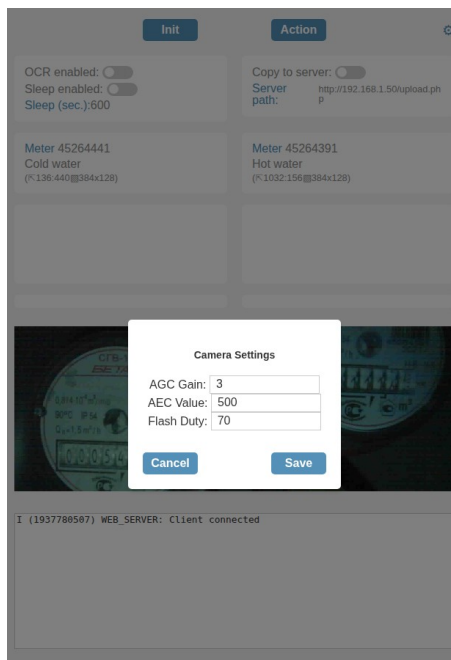 Init
Action
OCR enabled:
Sleep enabled:
Sleep (sec.):600
Copy to server:
Server path:
http://192.168.1.50/upload.php
Meter 45264441
Cold water
(⇱136:440▤384x128)
Meter 45264391
Hot water
(⇱1032:156▤384x128)
Camera Settings
AGC Gain: 3
AEC Value: 500
Flash Duty: 70
Cancel
Save
I (1937780507) WEB_SERVER: Client connected